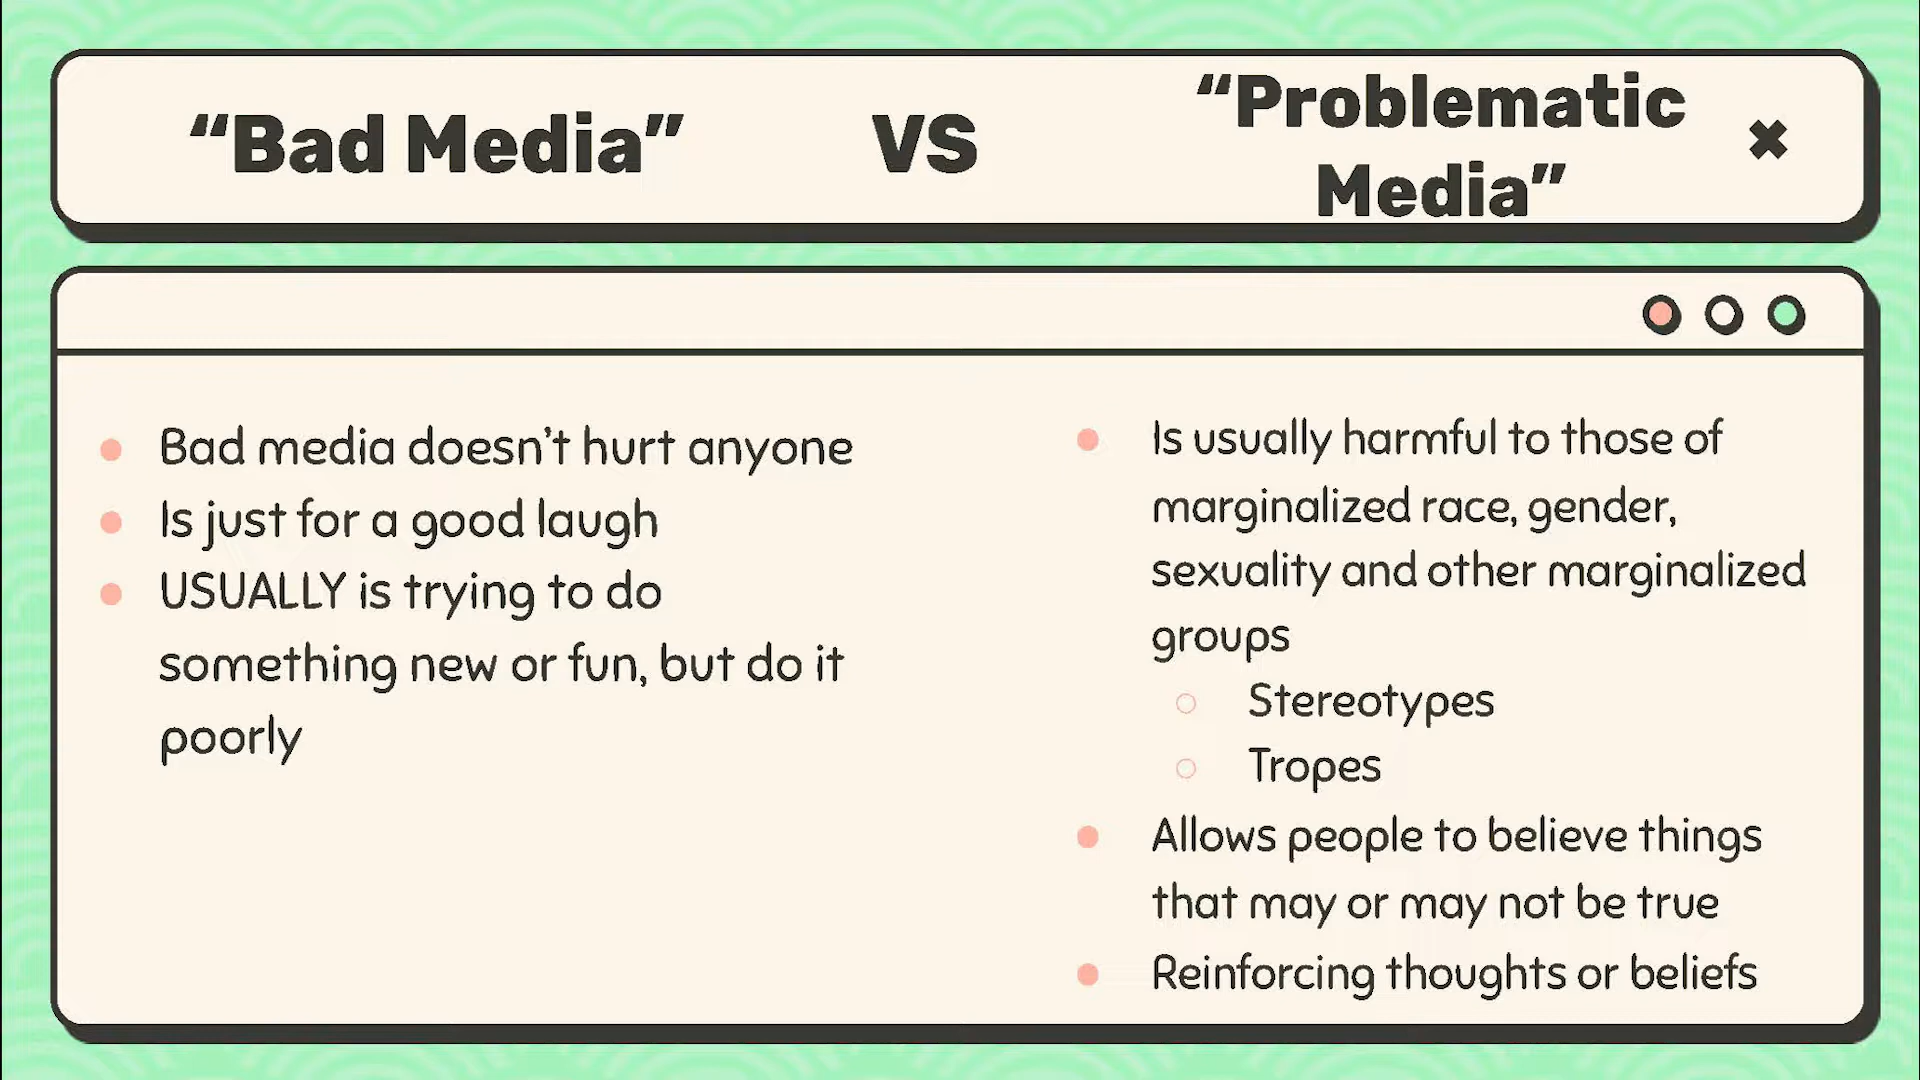 “Bad Media”
VS
“Problematic
Media”
Bad media doesn’t hurt anyone
Is just for a good laugh
USUALLY is trying to do
something new or fun, but do it
poorly
Is usually harmful to those of
marginalized race, gender,
sexuality and other marginalized
groups
Stereotypes
Tropes
Allows people to believe things
that may or may not be true
Reinforcing thoughts or beliefs